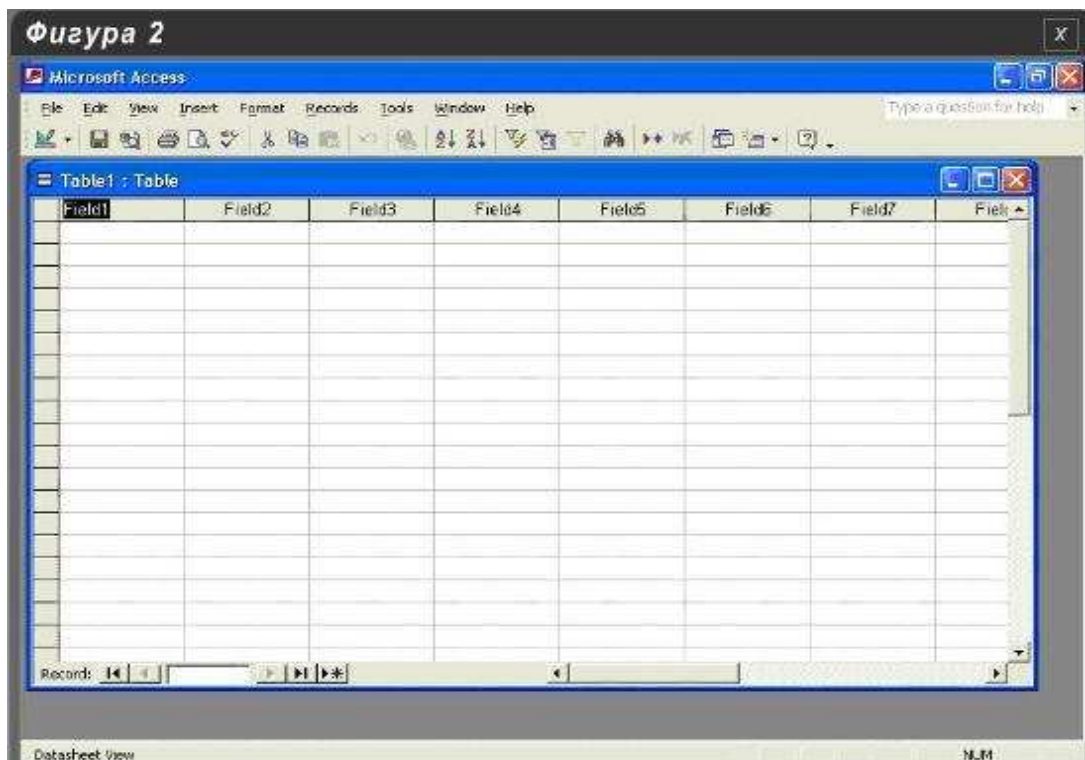 Фигура 2
x
Microsoft Access
File Edit View Insert Format Records Tools Window Help Type a question for help
Table1 : Table
Field1 Field2 Field3 Field4 Field5 Field6 Field7 Fiel
Record:
Datasheet View NUM